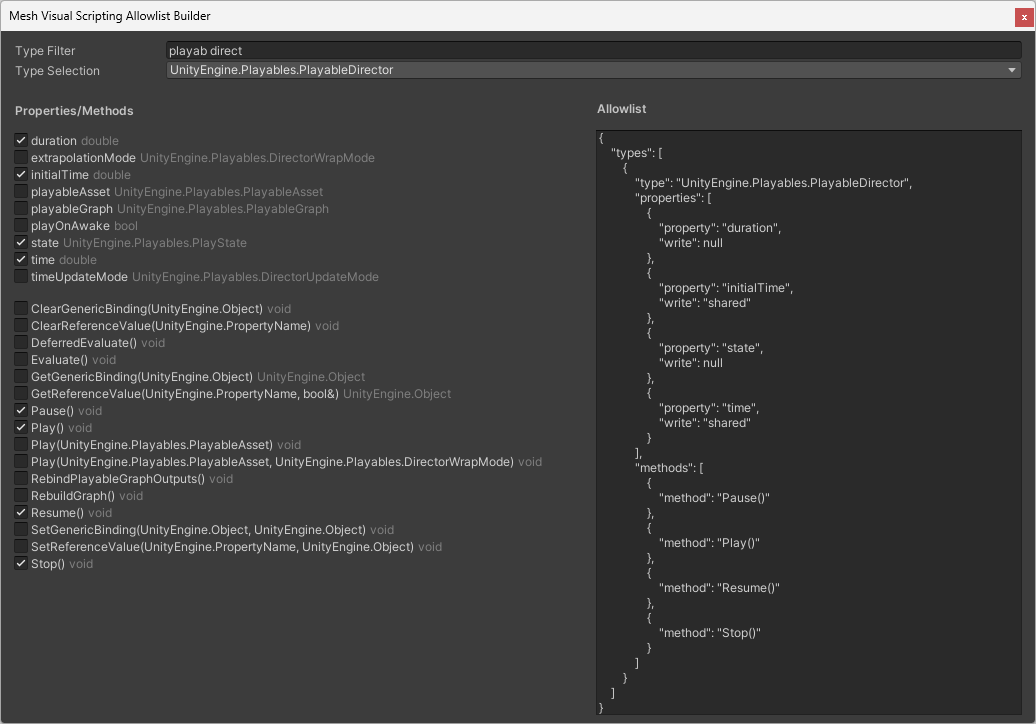 Mesh Visual Scripting Allowlist Builder
x
Type Filter playab direct
Type Selection UnityEngine.Playables.PlayableDirector
Properties/Methods
duration double
extrapolationMode UnityEngine.Playables.DirectorWrapMode
initialTime double
playableAsset UnityEngine.Playables.PlayableAsset
playableGraph UnityEngine.Playables.PlayableGraph
playOnAwake bool
state UnityEngine.Playables.PlayState
time double
timeUpdateMode UnityEngine.Playables.DirectorUpdateMode
ClearGenericBinding(UnityEngine.Object) void
ClearReferenceValue(UnityEngine.PropertyName) void
DeferredEvaluate() void
Evaluate() void
GetGenericBinding(UnityEngine.Object) UnityEngine.Object
GetReferenceValue(UnityEngine.PropertyName, bool&) UnityEngine.Object
Pause() void
Play() void
Play(UnityEngine.Playables.PlayableAsset) void
Play(UnityEngine.Playables.PlayableAsset, UnityEngine.Playables.DirectorWrapMode) void
RebindPlayableGraphOutputs() void
RebuildGraph() void
Resume() void
SetGenericBinding(UnityEngine.Object, UnityEngine.Object) void
SetReferenceValue(UnityEngine.PropertyName, UnityEngine.Object) void
Stop() void
Allowlist
{
"types": [
{
"type": "UnityEngine.Playables.PlayableDirector",
"properties": [
{
"property": "duration",
"write": null
},
{
"property": "initialTime",
"write": "shared"
},
{
"property": "state",
"write": null
},
{
"property": "time",
"write": "shared"
}
],
"methods": [
{
"method": "Pause()"
},
{
"method": "Play()"
},
{
"method": "Resume()"
},
{
"method": "Stop()"
}
]
}
]
}